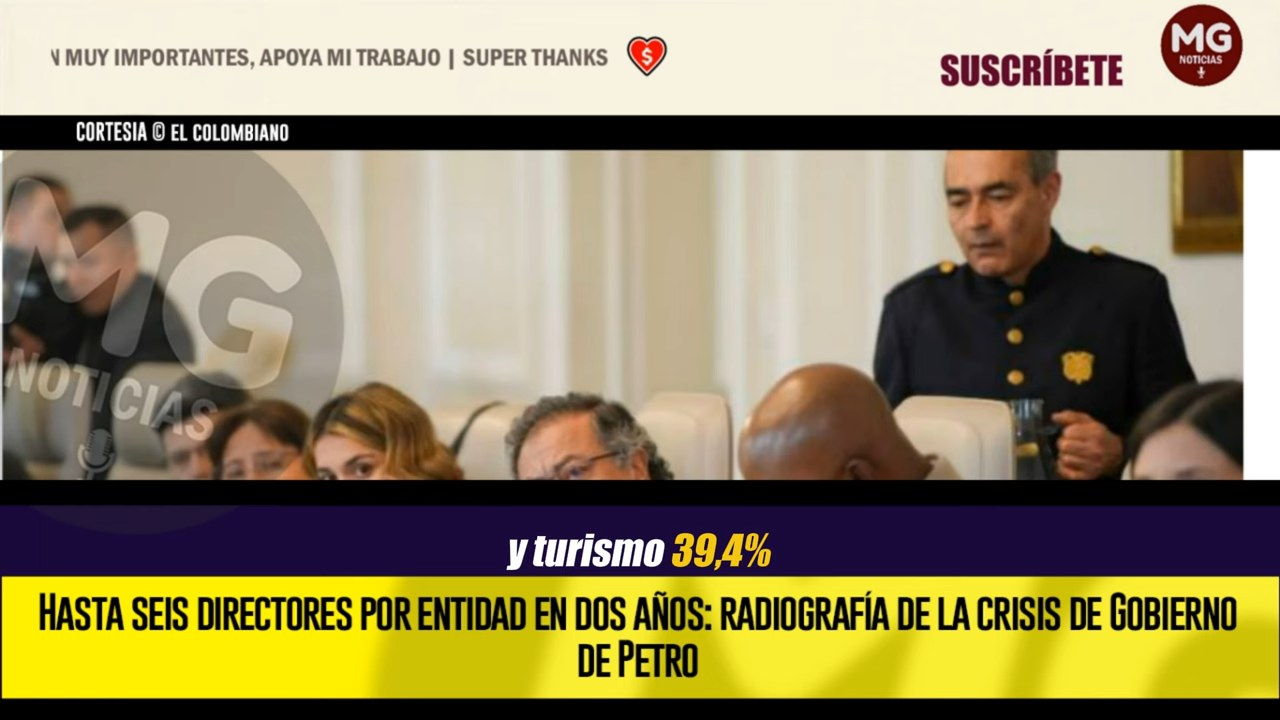 N MUY IMPORTANTES, APOYA MI TRABAJO | SUPER THANKS
$
SUSCRÍBETE
MG
NOTICIAS
CORTESIA © EL COLOMBIANO
MG
NOTICIAS
y turismo 39,4%
HASTA SEIS DIRECTORES POR ENTIDAD EN DOS AÑOS: RADIOGRAFÍA DE LA CRISIS DE GOBIERNO
DE PETRO